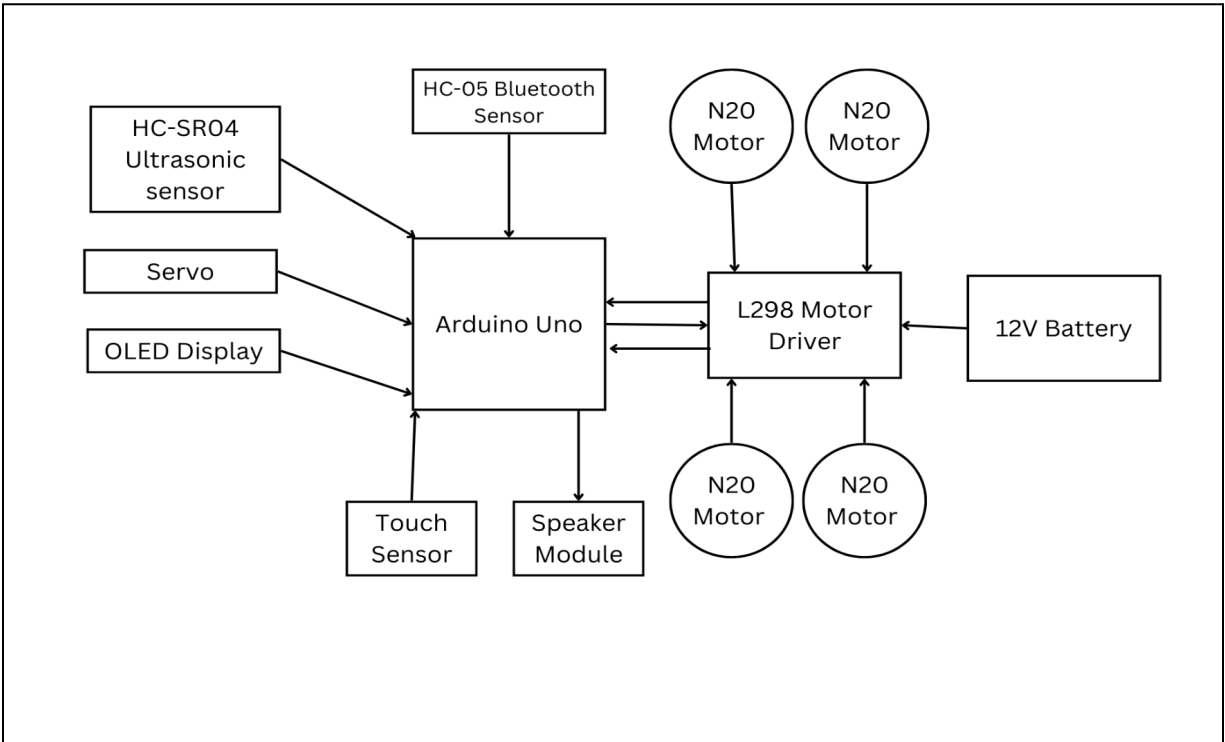 HC-05 Bluetooth
Sensor
N20
Motor
N20
Motor
HC-SR04
Ultrasonic
sensor
Servo
OLED Display
Arduino Uno
L298 Motor
Driver
12V Battery
Touch
Sensor
Speaker
Module
N20
Motor
N20
Motor